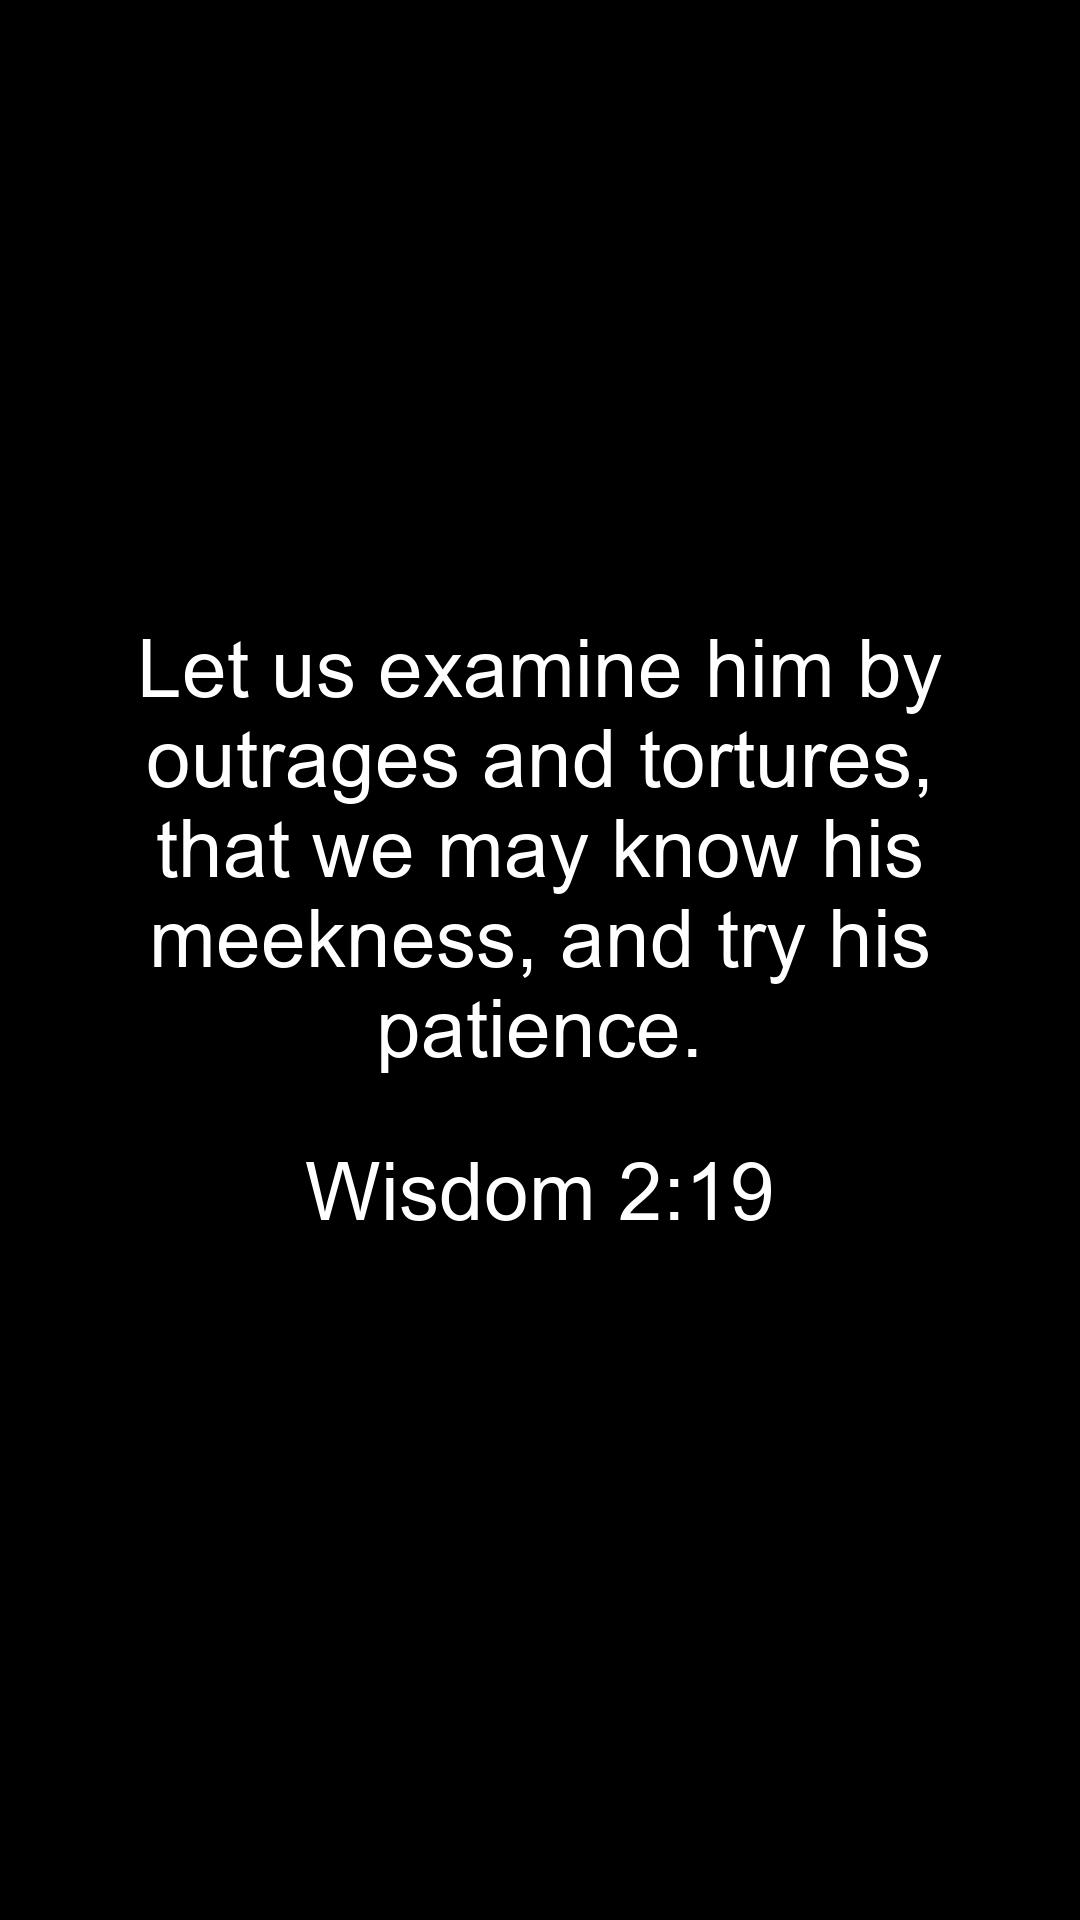 Let us examine him by
outrages and tortures,
that we may know his
meekness, and try his
patience.
Wisdom 2:19